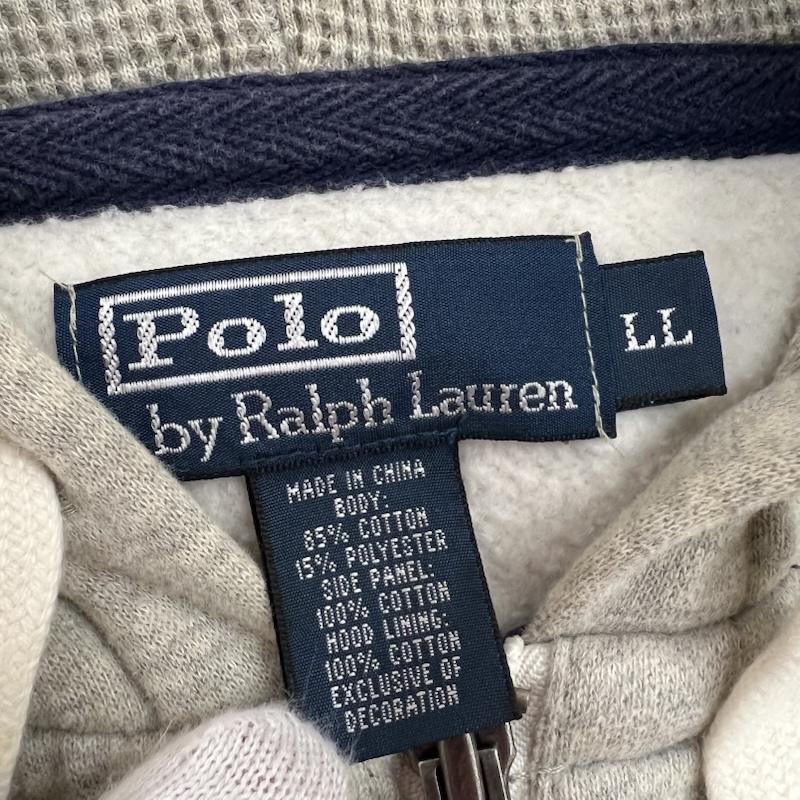 Polo
by Ralph Lauren
LL
MADE IN CHINA
BODY:
85% COTTON
15% POLYESTER
SIDE PANEL:
100% COTTON
HOOD LINING:
100% COTTON
EXCLUSIVE OF
DECORATION